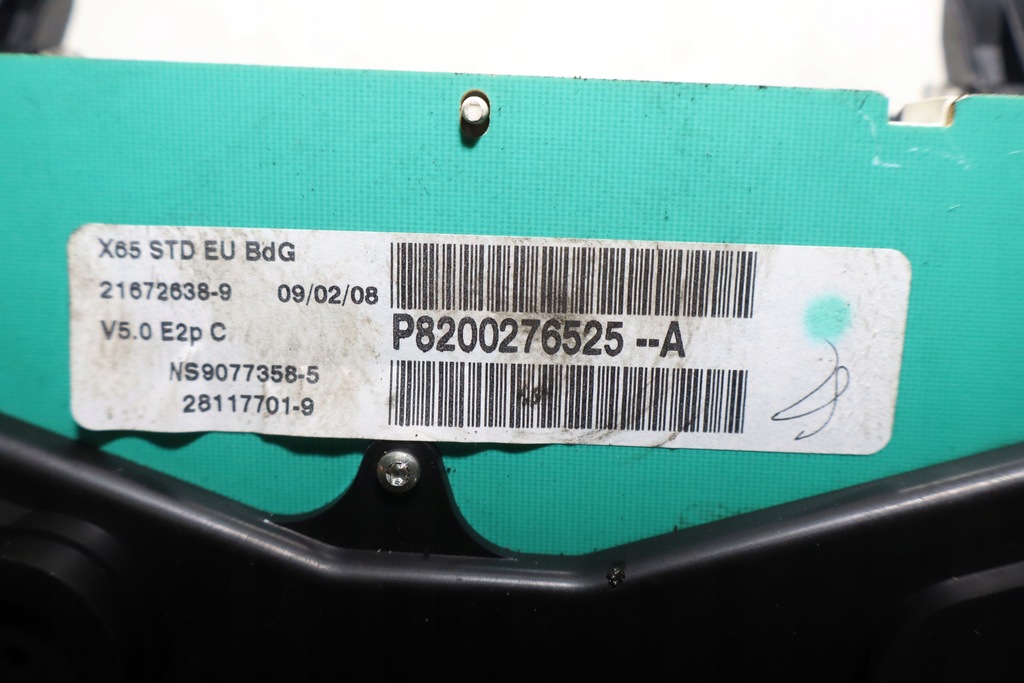 X65 STD EU BdG
21672638-9 09/02/08
V5.0 E2p C
P8200276525--A
NS9077358-5
28117701-9